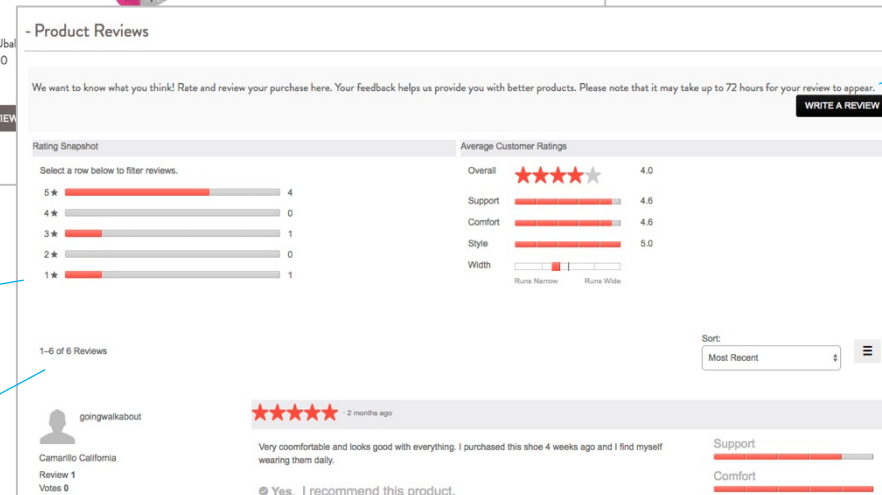 - Product Reviews
0
We want to know what you think! Rate and review your purchase here. Your feedback helps us provide you with better products. Please note that it may take up to 72 hours for your review to appear.
WRITE A REVIEW
Rating Snapshot
Select a row below to filter reviews.
5★ 4
4★ 0
3★ 1
2★ 0
1★ 1
Average Customer Ratings
Overall 4.0
Support 4.6
Comfort 4.6
Style 5.0
Width
Runs Narrow Runs Wide
1–6 of 6 Reviews
Sort:
Most Recent
goingwalkabout
Camarillo California
Review 1
Votes 0
· 2 months ago
Very coomfortable and looks good with everything. I purchased this shoe 4 weeks ago and I find myself
wearing them daily.
Yes, I recommend this product.
Support
Comfort